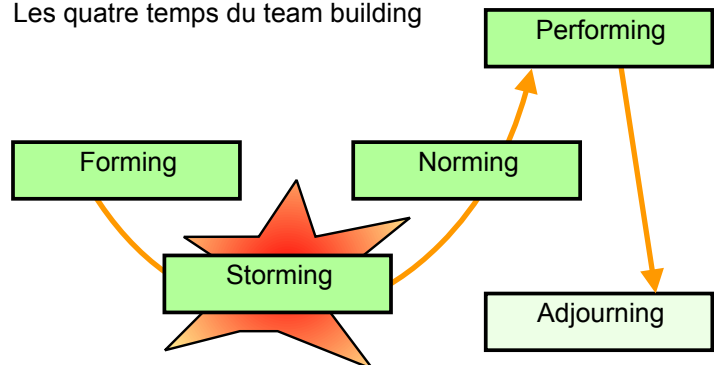 Les quatre temps du team building
Performing
Forming
Norming
Storming
Adjourning